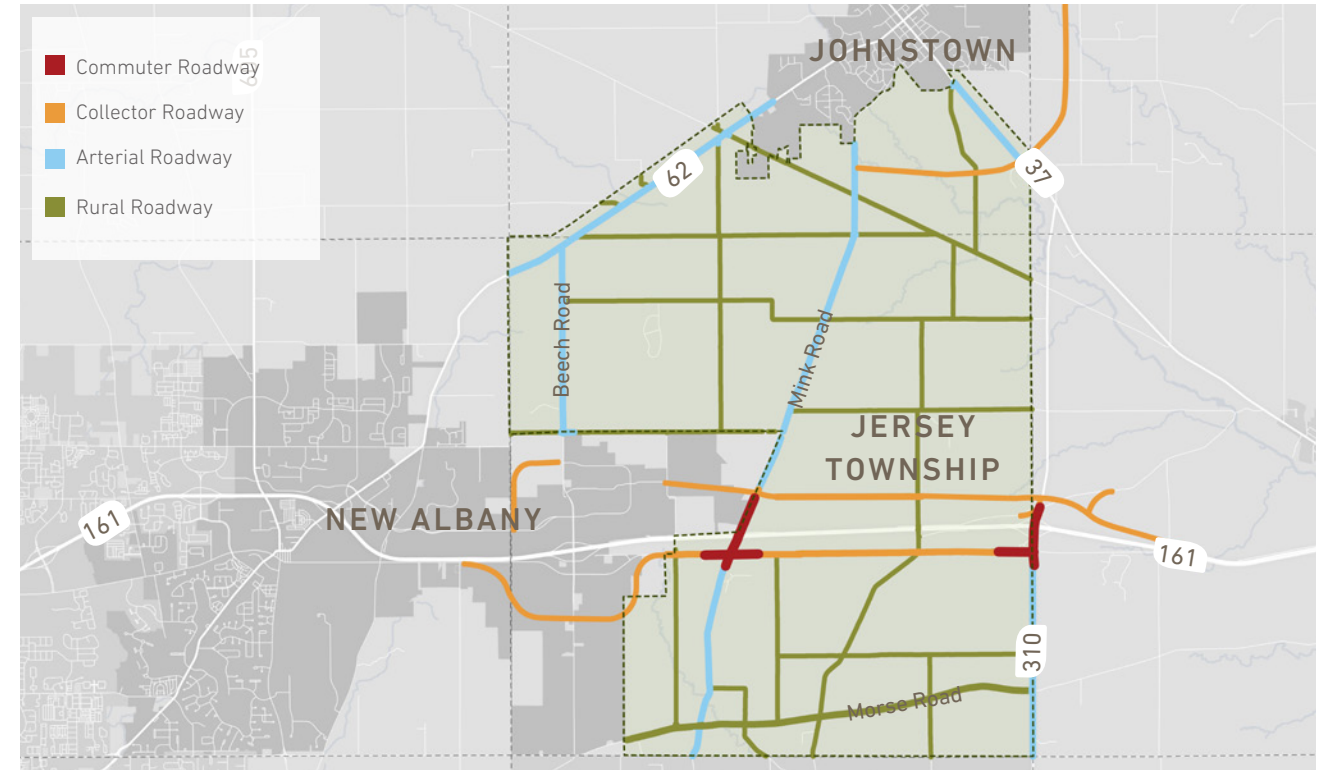 Commuter Roadway
Collector Roadway
Arterial Roadway
Rural Roadway
605
JOHNSTOWN
62
37
Beech Road
Mink Road
JERSEY
TOWNSHIP
161
NEW ALBANY
161
310
Morse Road